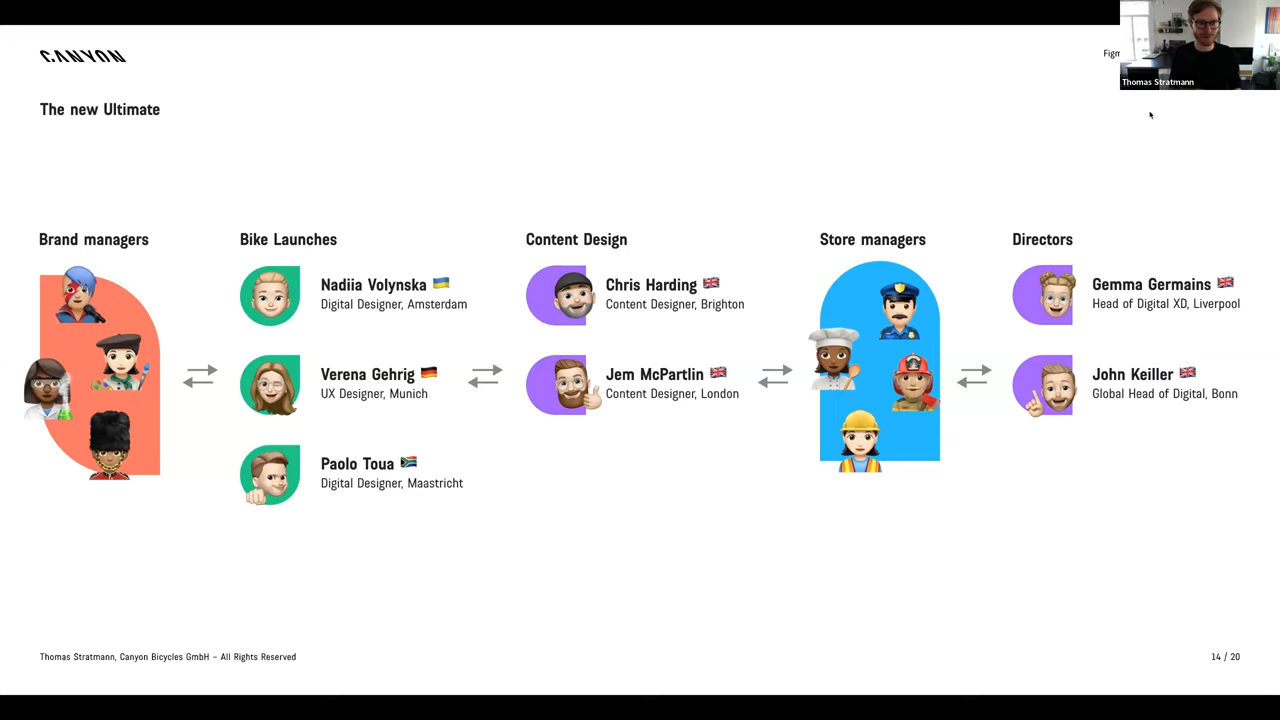 CANYON
Figm
Thomas Stratmann
The new Ultimate
Brand managers
Bike Launches
Nadiia Volynska
Digital Designer, Amsterdam
Verena Gehrig
UX Designer, Munich
Paolo Toua
Digital Designer, Maastricht
Content Design
Chris Harding
Content Designer, Brighton
Jem McPartlin
Content Designer, London
Store managers
Directors
Gemma Germains
Head of Digital XD, Liverpool
John Keiller
Global Head of Digital, Bonn
Thomas Stratmann, Canyon Bicycles GmbH – All Rights Reserved
14 / 20